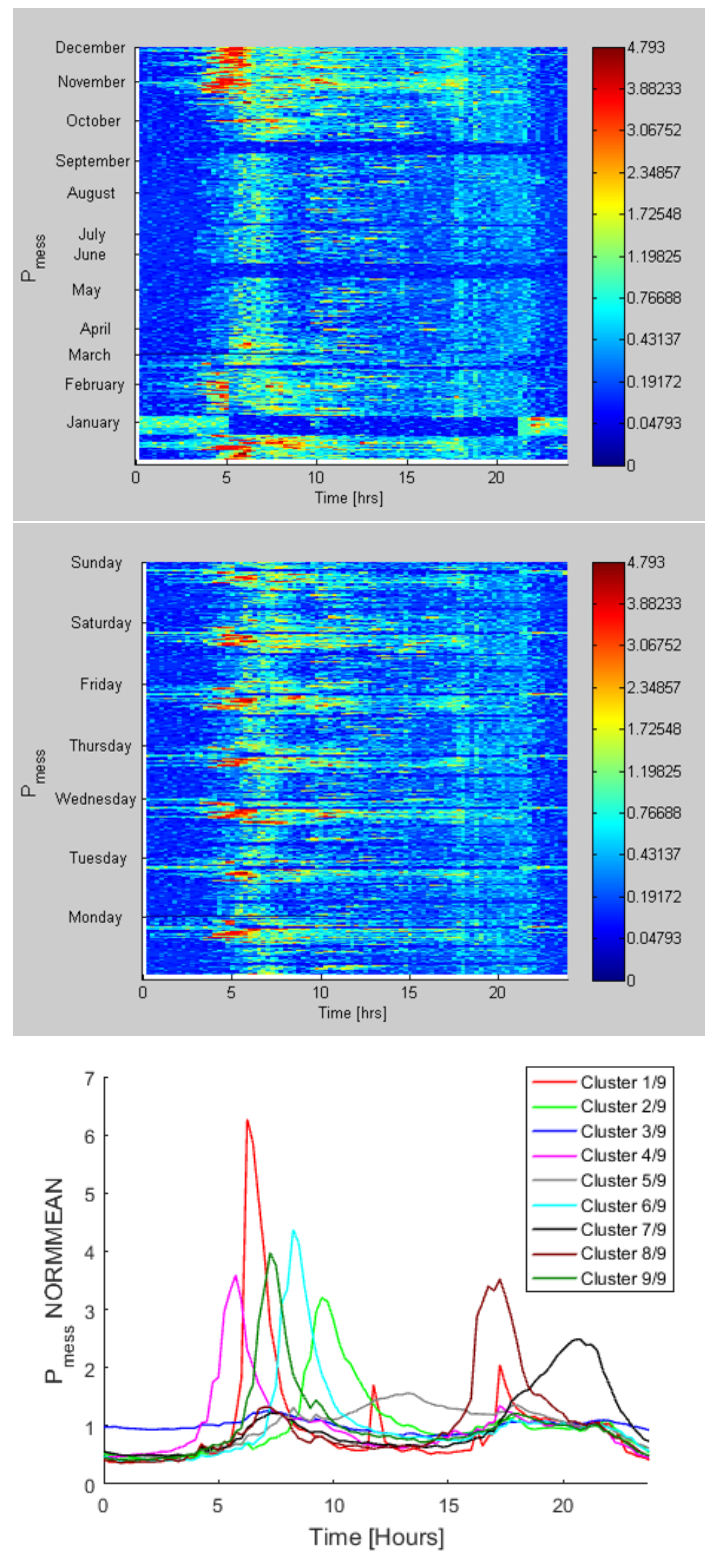 December
November
October
September
August
July
June
May
April
March
February
January
P mess
0 5 10 15 20
Time [hrs]
4.793
3.88233
3.06752
2.34857
1.72548
1.19825
0.76688
0.43137
0.19172
0.04793
0
Sunday
Saturday
Friday
Thursday
Wednesday
Tuesday
Monday
P mess
0 5 10 15 20
Time [hrs]
4.793
3.88233
3.06752
2.34857
1.72548
1.19825
0.76688
0.43137
0.19172
0.04793
0
7
6
5
4
3
2
1
0
P mess NORMMEAN
0 5 10 15 20
Time [Hours]
Cluster 1/9
Cluster 2/9
Cluster 3/9
Cluster 4/9
Cluster 5/9
Cluster 6/9
Cluster 7/9
Cluster 8/9
Cluster 9/9